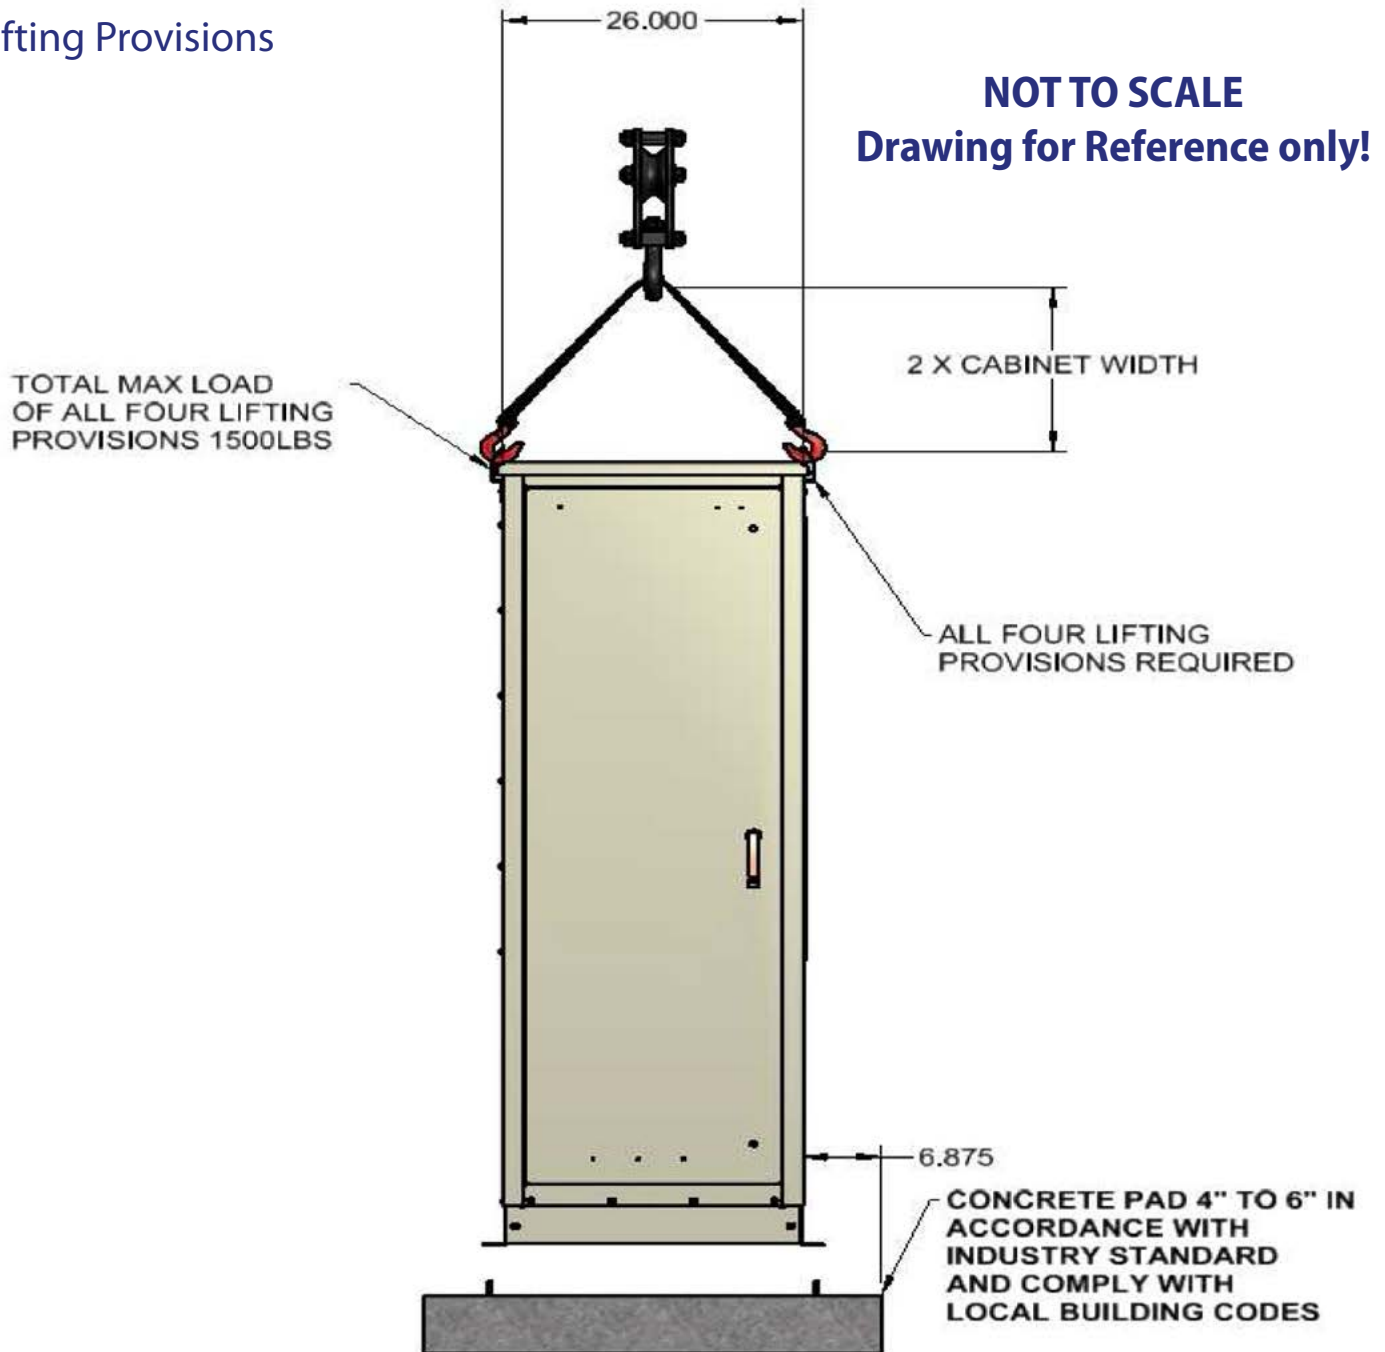 26.000
fting Provisions
NOT TO SCALE
Drawing for Reference only!
2 X CABINET WIDTH
TOTAL MAX LOAD
OF ALL FOUR LIFTING
PROVISIONS 1500LBS
ALL FOUR LIFTING
PROVISIONS REQUIRED
6.875
CONCRETE PAD 4" TO 6" IN
ACCORDANCE WITH
INDUSTRY STANDARD
AND COMPLY WITH
LOCAL BUILDING CODES